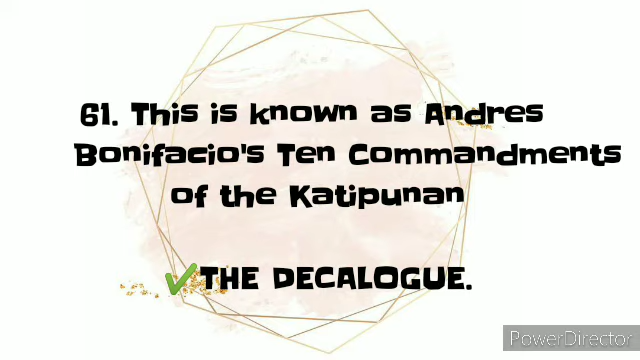 61. This is known as Andres
Bonifacio's Ten Commandments
of the Katipunan
✔THE DECALOGUE.
PowerDirector